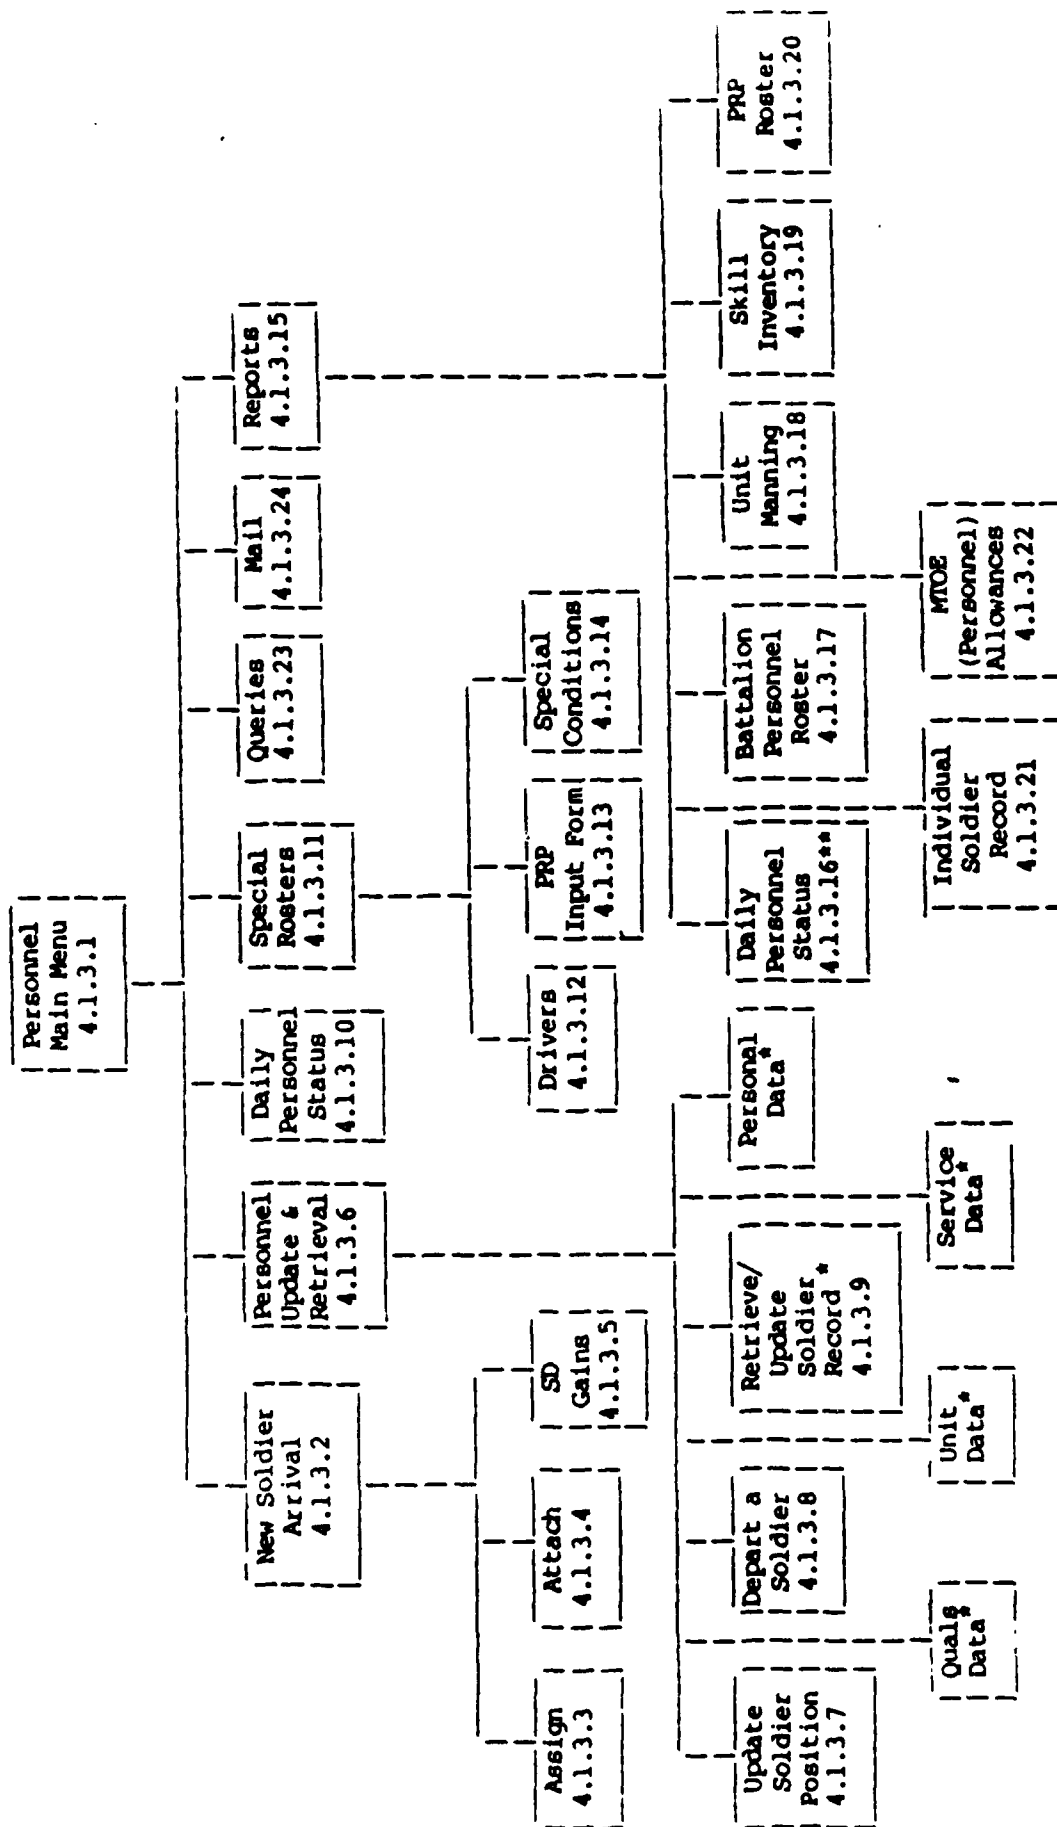 Personnel
Main Menu
4.1.3.1
New Soldier
Arrival
4.1.3.2
Personnel
Update &
Retrieval
4.1.3.6
Daily
Personnel
Status
4.1.3.10
Special
Rosters
4.1.3.11
Queries
4.1.3.23
Mail
4.1.3.24
Reports
4.1.3.15
Assign
4.1.3.3
Attach
4.1.3.4
SD
Gains
4.1.3.5
Drivers
4.1.3.12
PRP
Input Form
4.1.3.13
Special
Conditions
4.1.3.14
Update
Soldier
Position
4.1.3.7
Depart a
Soldier
4.1.3.8
Retrieve/
Update
Soldier
Record*
4.1.3.9
Personal
Data*
Daily
Personnel
Status
4.1.3.16**
Battalion
Personnel
Roster
4.1.3.17
Unit
Manning
4.1.3.18
Skill
Inventory
4.1.3.19
PRP
Roster
4.1.3.20
Quals
Data*
Unit
Data*
Service
Data*
Individual
Soldier
Record
4.1.3.21
MTOE
(Personnel)
Allowances
4.1.3.22